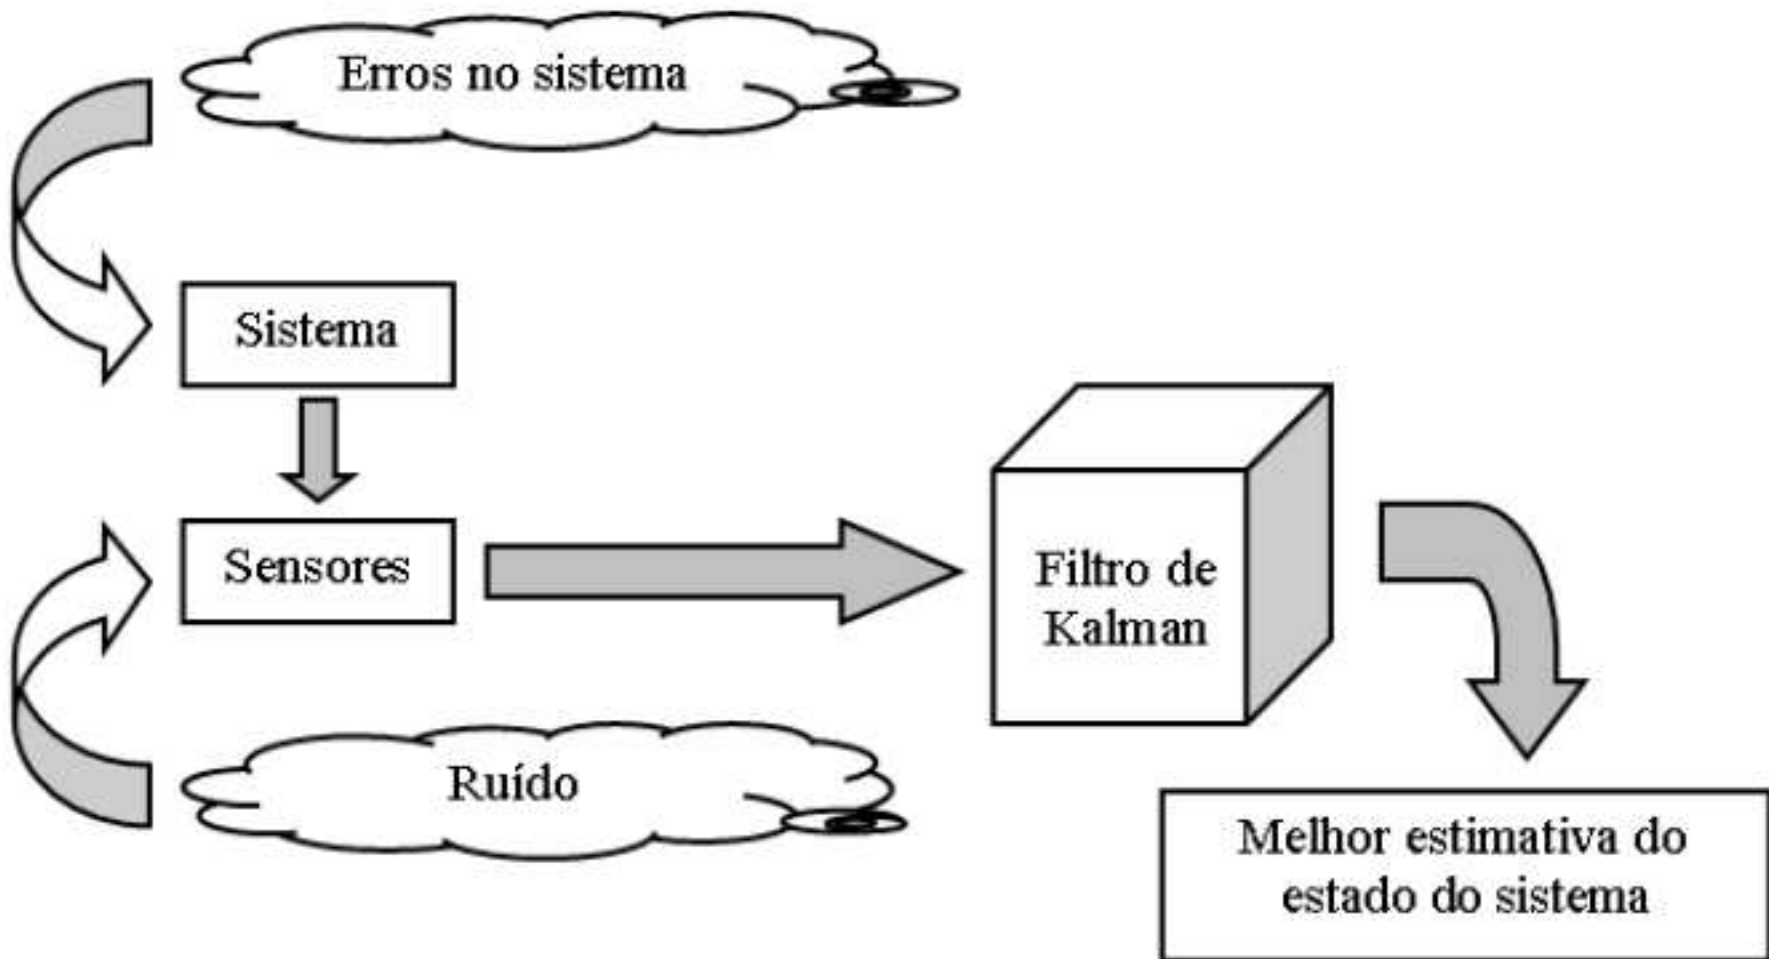 Erros no sistema
Sistema
Sensores
Filtro de
Kalman
Ruído
Melhor estimativa do
estado do sistema